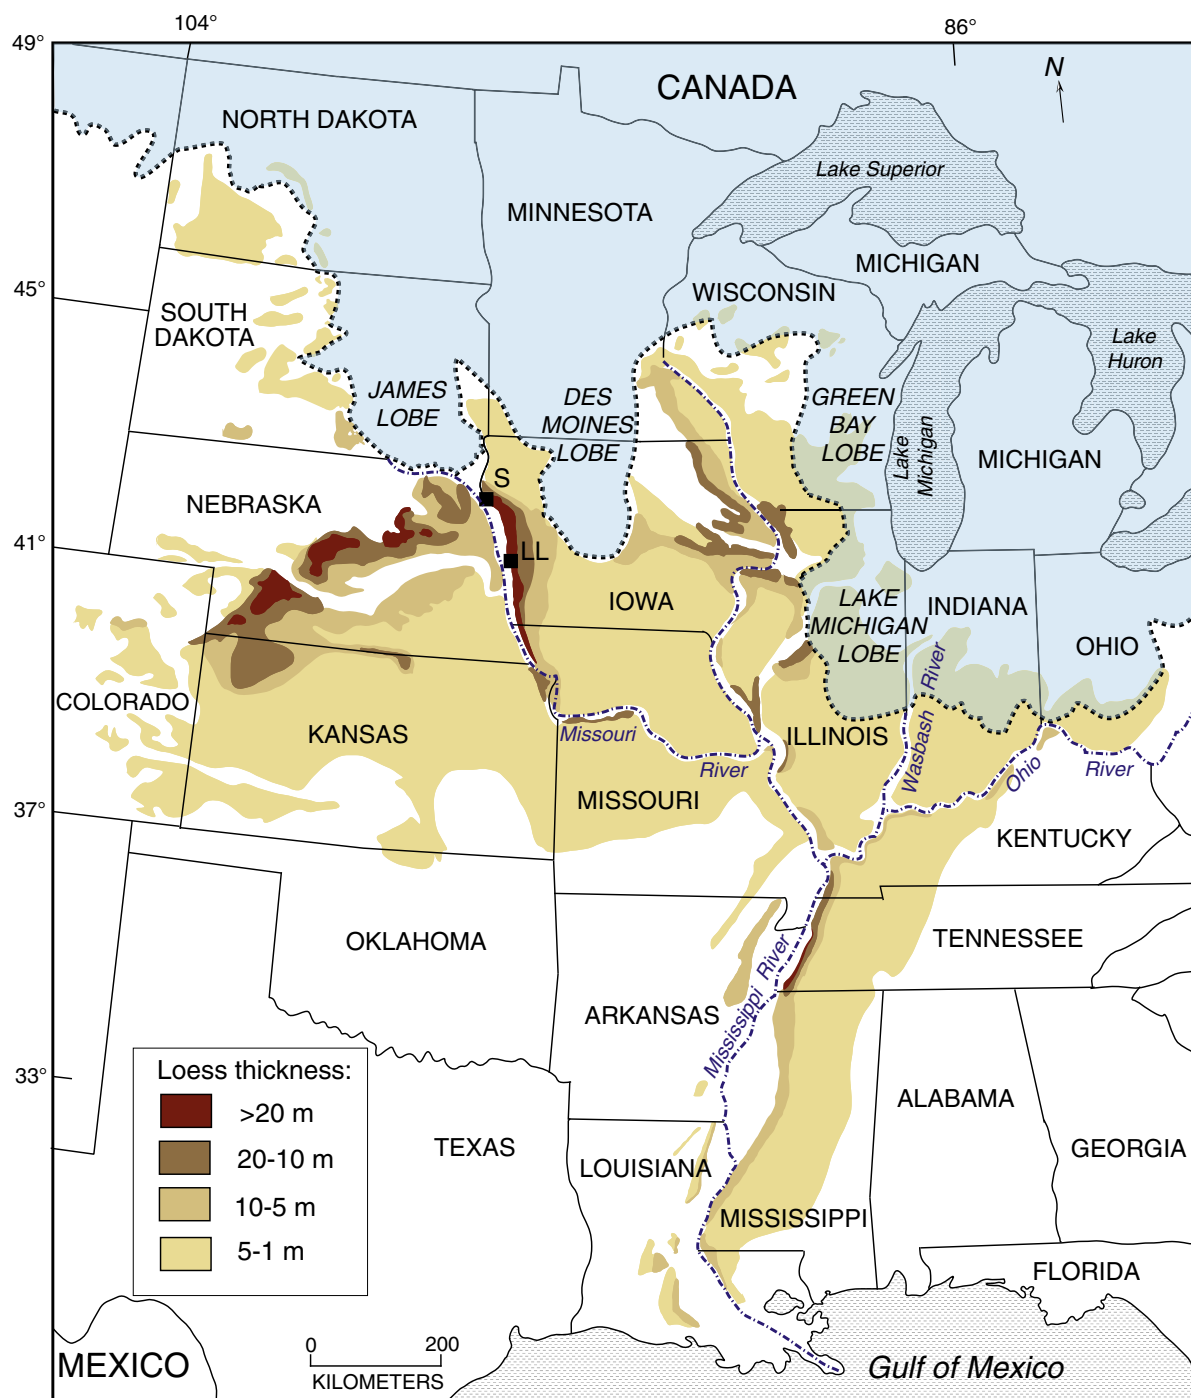 104°
86°
49°
CANADA
N
NORTH DAKOTA
Lake Superior
MINNESOTA
MICHIGAN
45°
WISCONSIN
SOUTH
DAKOTA
Lake
Huron
JAMES
LOBE
DES
MOINES
LOBE
GREEN
BAY
LOBE
Lake
Michigan
MICHIGAN
S
NEBRASKA
41°
LL
IOWA
LAKE
MICHIGAN
LOBE
INDIANA
OHIO
COLORADO
KANSAS
Missouri
River
ILLINOIS
Wasbash River
Ohio
River
MISSOURI
37°
KENTUCKY
OKLAHOMA
TENNESSEE
Mississippi River
ARKANSAS
33°
Loess thickness:
>20 m
20-10 m
10-5 m
5-1 m
TEXAS
ALABAMA
GEORGIA
LOUISIANA
MISSISSIPPI
FLORIDA
0 200
KILOMETERS
MEXICO
Gulf of Mexico